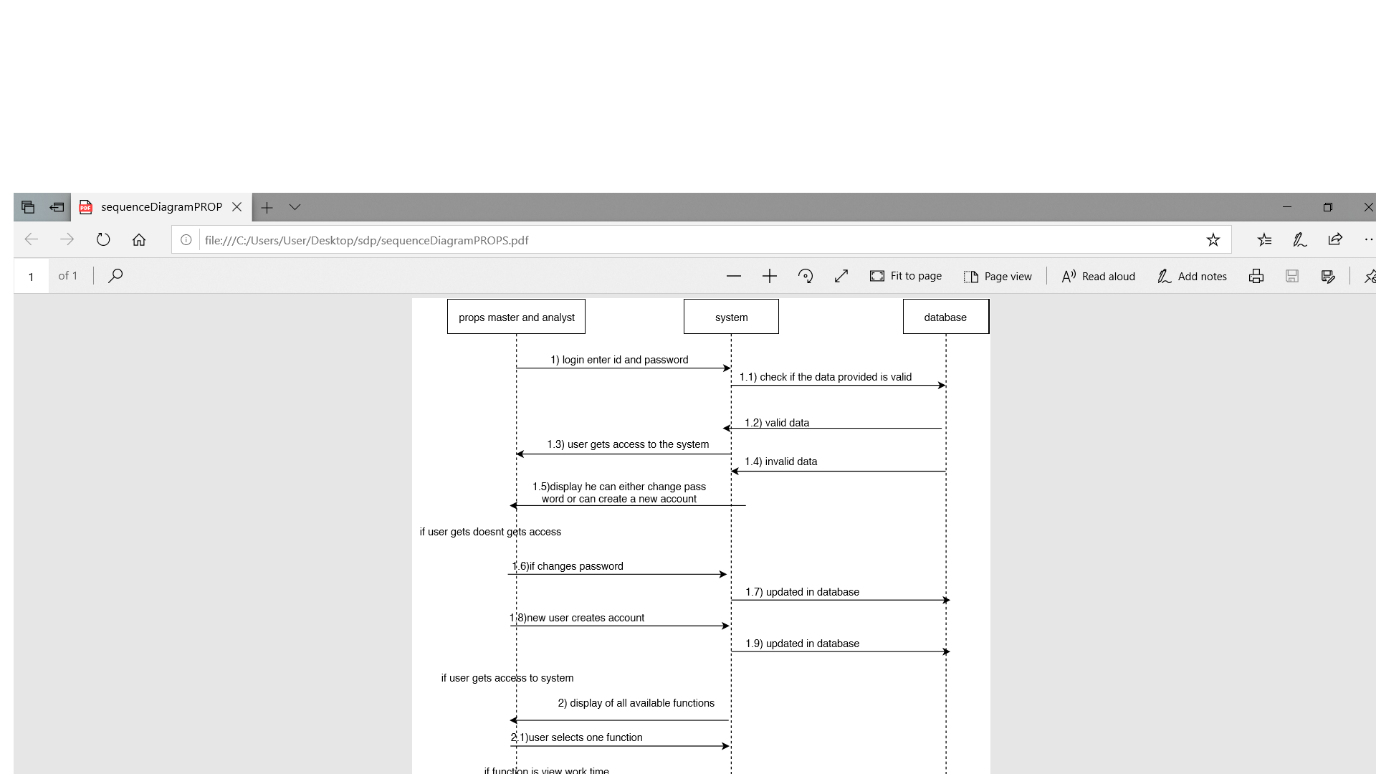 sequenceDiagramPROP
file:///C:/Users/User/Desktop/sdp/sequenceDiagramPROPS.pdf
1 of 1
Fit to page
Page view
Read aloud
Add notes
props master and analyst
system
database
1) login enter id and password
1.1) check if the data provided is valid
1.2) valid data
1.3) user gets access to the system
1.4) invalid data
1.5)display he can either change pass
word or can create a new account
if user gets doesnt gets access
1.6)if changes password
1.7) updated in database
1.8)new user creates account
1.9) updated in database
if user gets access to system
2) display of all available functions
2.1)user selects one function
if function is view work time